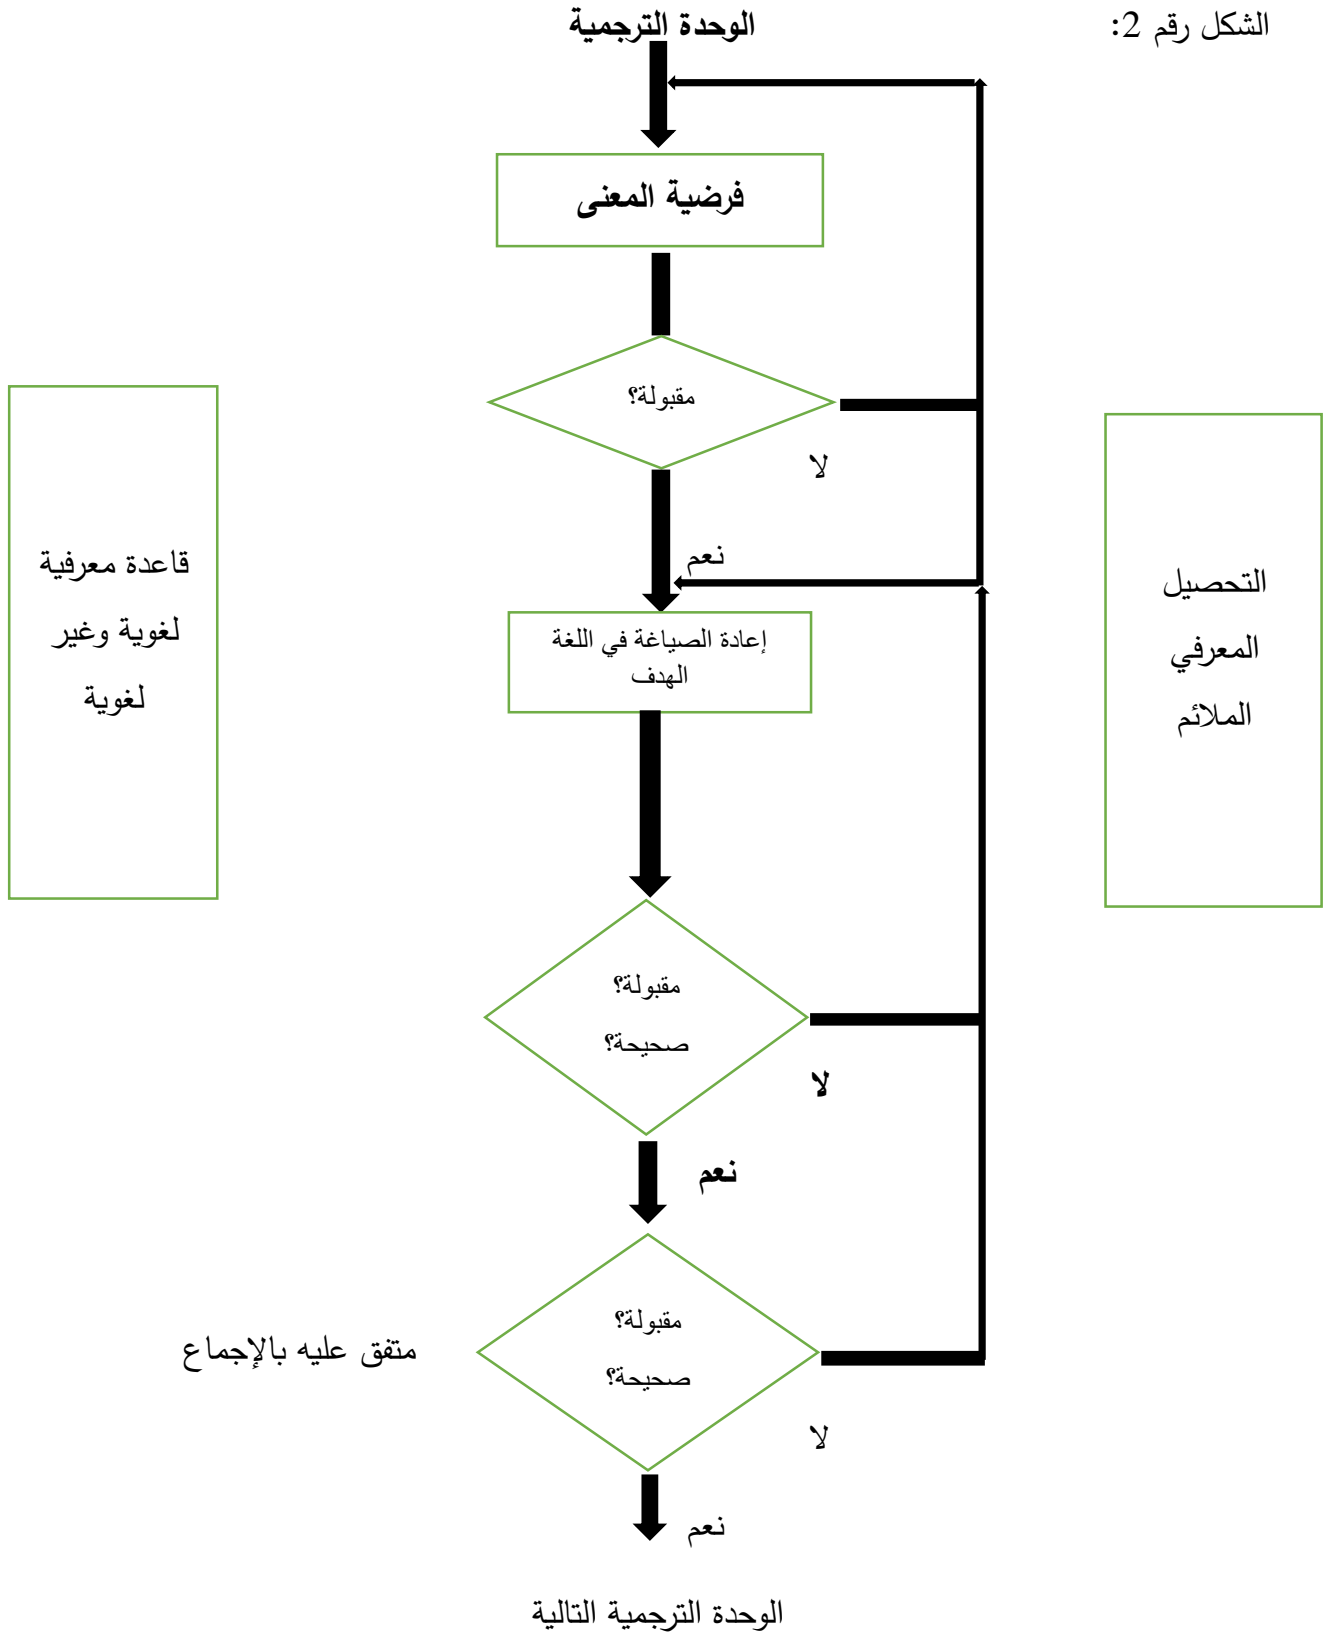 الشكل رقم 2:
الوحدة الترجمية
فرضية المعنى
مقبولة؟
لا
نعم
إعادة الصياغة في اللغة
الهدف
التحصيل
المعرفي
الملائم
قاعدة معرفية
لغوية وغير
لغوية
مقبولة؟
صحيحة؟
لا
نعم
مقبولة؟
صحيحة؟
متفق عليه بالإجماع
لا
نعم
الوحدة الترجمية التالية